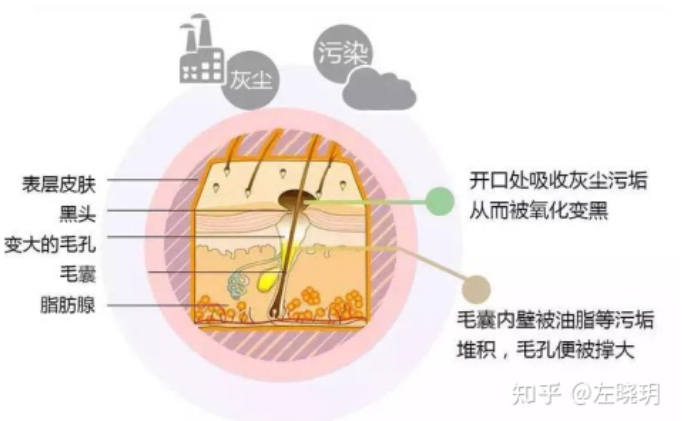 灰尘
污染
表层皮肤
黑头
变大的毛孔
毛囊
脂肪腺
开口处吸收灰尘污垢
从而被氧化变黑
毛囊内壁被油脂等污垢
堆积，毛孔便被撑大
知乎 @左晓玥